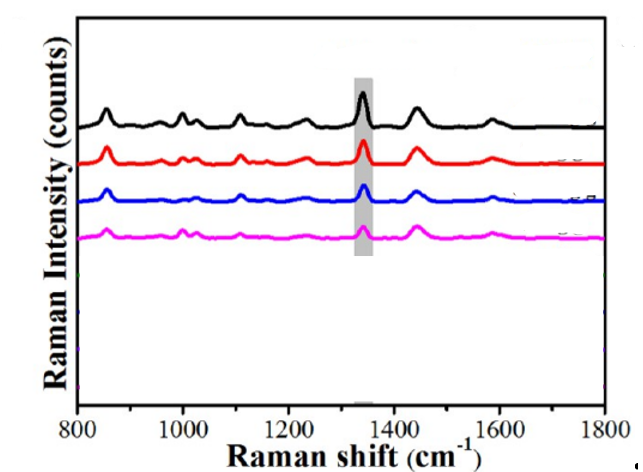 Raman Intensity (counts)
800 1000 1200 1400 1600 1800
Raman shift (cm⁻¹)